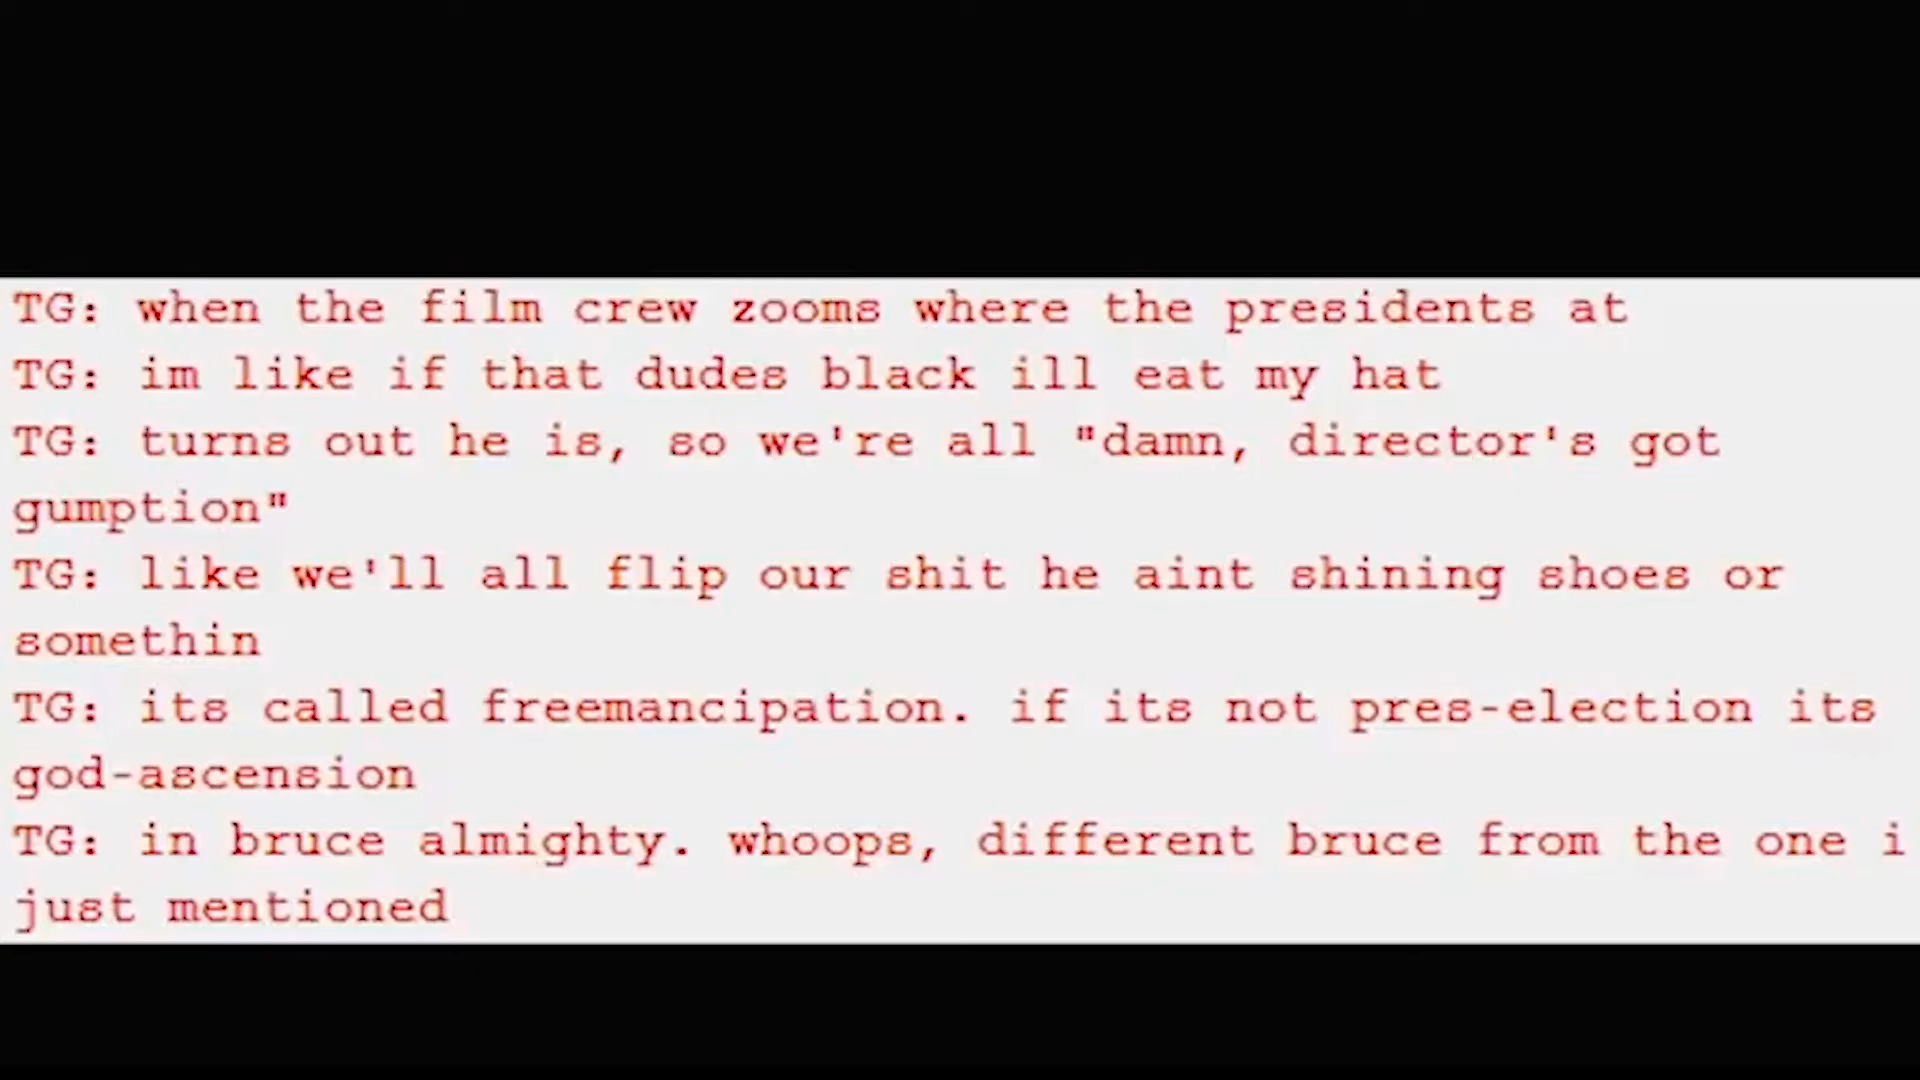 TG: when the film crew zooms where the presidents at
TG: im like if that dudes black ill eat my hat
TG: turns out he is, so we're all "damn, director's got
gumption"
TG: like we'll all flip our shit he aint shining shoes or
somethin
TG: its called freemancipation. if its not pres-election its
god-ascension
TG: in bruce almighty. whoops, different bruce from the one i
just mentioned